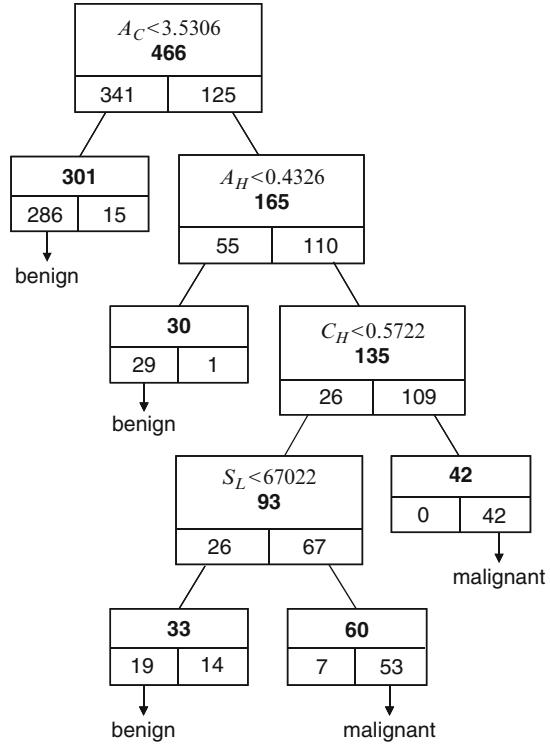 A_C<3.5306
466
341 125
301
286 15
benign
A_H<0.4326
165
55 110
30
29 1
benign
C_H<0.5722
135
26 109
S_L<67022
93
26 67
42
0 42
malignant
33
19 14
benign
60
7 53
malignant